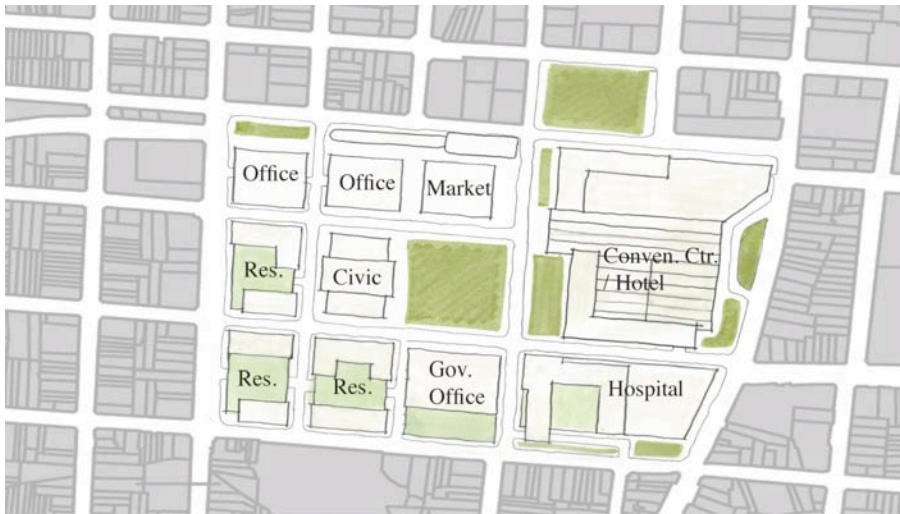 Office
Office
Market
Res.
Civic
Conven. Ctr.
/ Hotel
Res.
Res.
Gov.
Office
Hospital